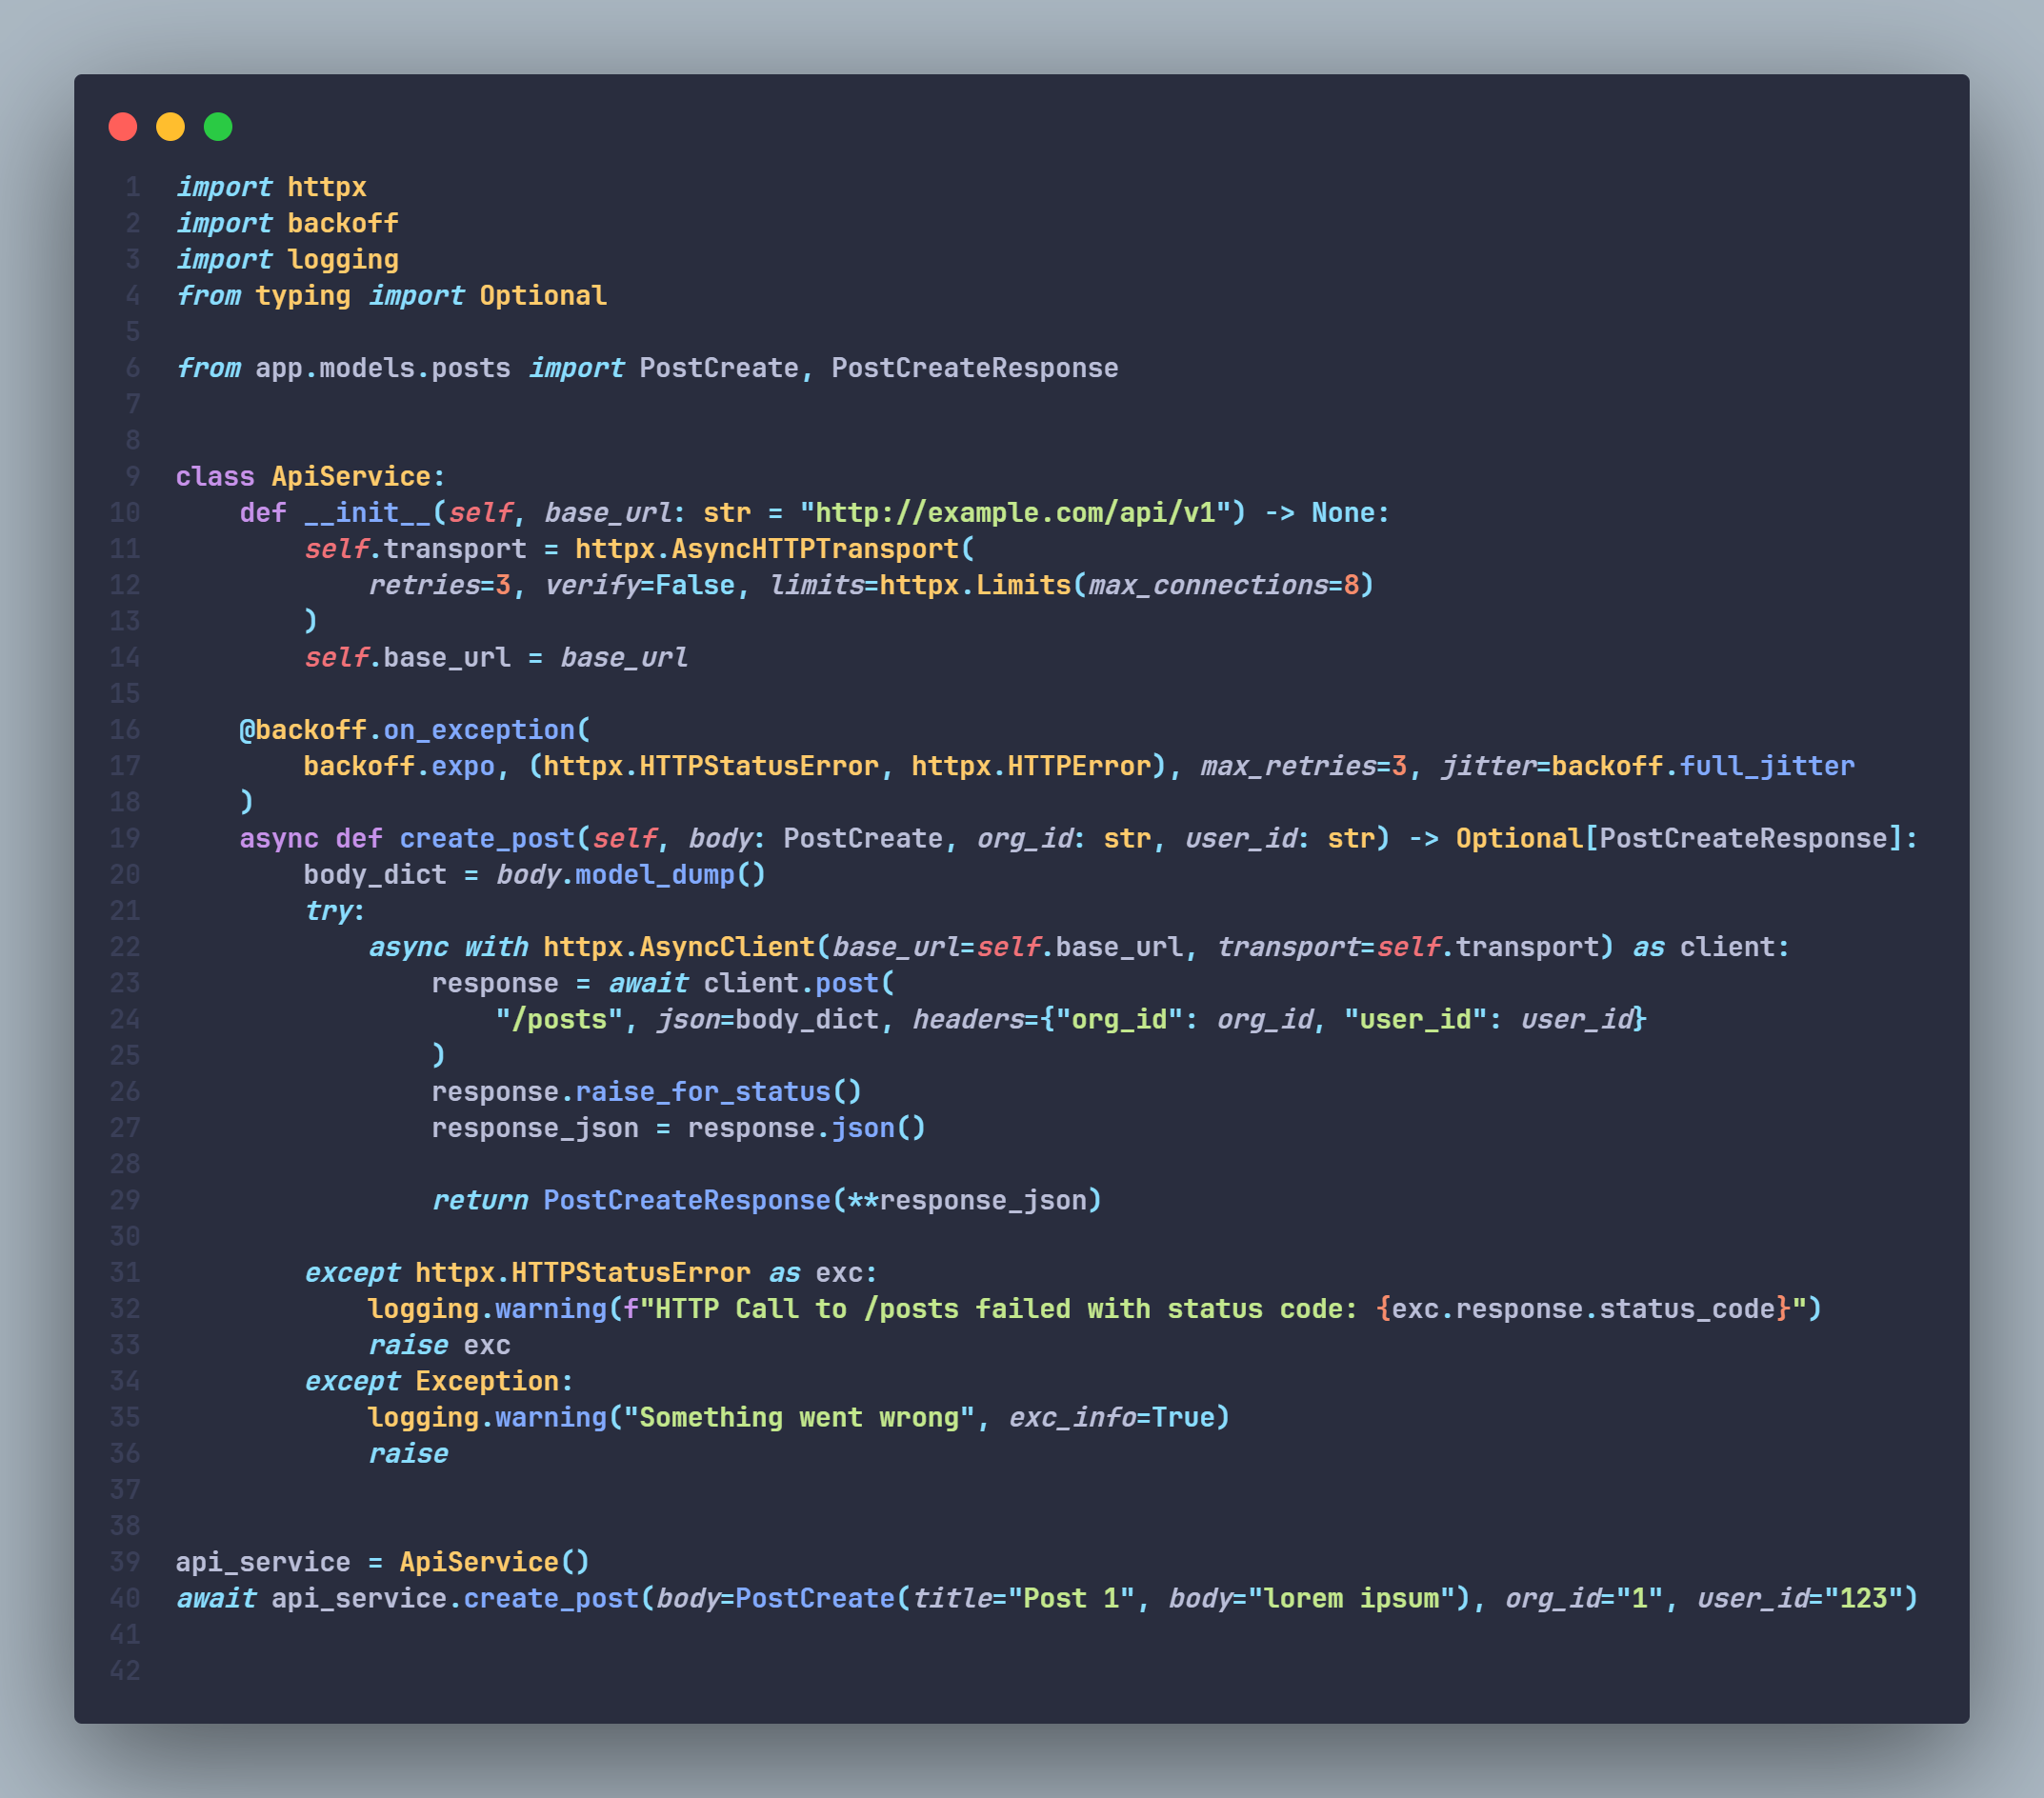 1 import httpx
2 import backoff
3 import logging
4 from typing import Optional
5
6 from app.models.posts import PostCreate, PostCreateResponse
7
8
9 class ApiService:
10     def __init__(self, base_url: str = "http://example.com/api/v1") -> None:
11         self.transport = httpx.AsyncHTTPTransport(
12             retries=3, verify=False, limits=httpx.Limits(max_connections=8)
13         )
14         self.base_url = base_url
15
16     @backoff.on_exception(
17         backoff.expo, (httpx.HTTPStatusError, httpx.HTTPError), max_retries=3, jitter=backoff.full_jitter
18     )
19     async def create_post(self, body: PostCreate, org_id: str, user_id: str) -> Optional[PostCreateResponse]:
20         body_dict = body.model_dump()
21         try:
22             async with httpx.AsyncClient(base_url=self.base_url, transport=self.transport) as client:
23                 response = await client.post(
24                     "/posts", json=body_dict, headers={"org_id": org_id, "user_id": user_id}
25                 )
26                 response.raise_for_status()
27                 response_json = response.json()
28
29                 return PostCreateResponse(**response_json)
30
31         except httpx.HTTPStatusError as exc:
32             logging.warning(f"HTTP Call to /posts failed with status code: {exc.response.status_code}")
33             raise exc
34         except Exception:
35             logging.warning("Something went wrong", exc_info=True)
36             raise
37
38
39 api_service = ApiService()
40 await api_service.create_post(body=PostCreate(title="Post 1", body="lorem ipsum"), org_id="1", user_id="123")
41
42